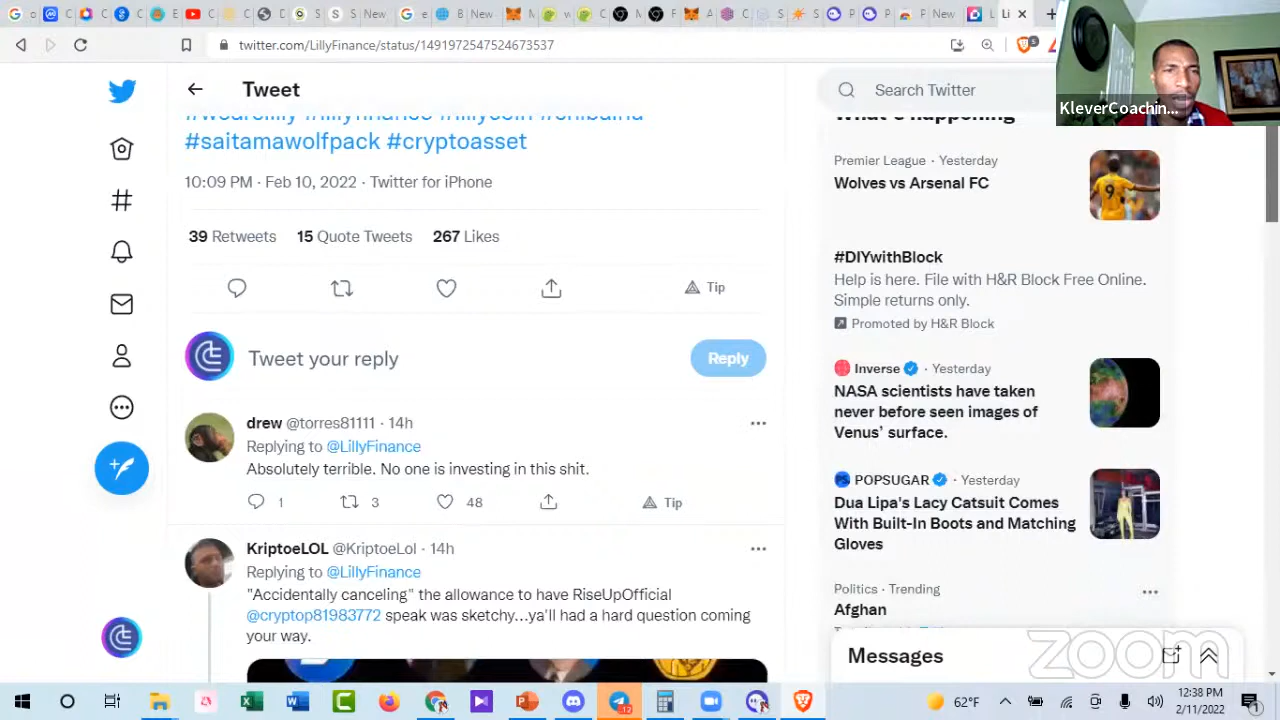 New
New
A
New
Li
twitter.com/LillyFinance/status/1491972547524673537
5
KleverCoachin...
Tweet
Search Twitter
#saitamawolfpack #cryptoasset
10:09 PM · Feb 10, 2022 · Twitter for iPhone
39 Retweets 15 Quote Tweets 267 Likes
Tip
Tweet your reply
Reply
drew @torres81111 · 14h
Replying to @LillyFinance
Absolutely terrible. No one is investing in this shit.
1 3 48 Tip
KriptoeLOL @KriptoeLol · 14h
Replying to @LillyFinance
"Accidentally canceling" the allowance to have RiseUpOfficial
@cryptop81983772 speak was sketchy...ya'll had a hard question coming
your way.
What's happening
Premier League · Yesterday
Wolves vs Arsenal FC
9
#DIYwithBlock
Help is here. File with H&R Block Free Online.
Simple returns only.
Promoted by H&R Block
Inverse · Yesterday
NASA scientists have taken
never before seen images of
Venus' surface.
POPSUGAR · Yesterday
Dua Lipa's Lacy Catsuit Comes
With Built-In Boots and Matching
Gloves
Politics · Trending
Afghan
Messages
zoom
12
62°F
12:38 PM
2/11/2022
1